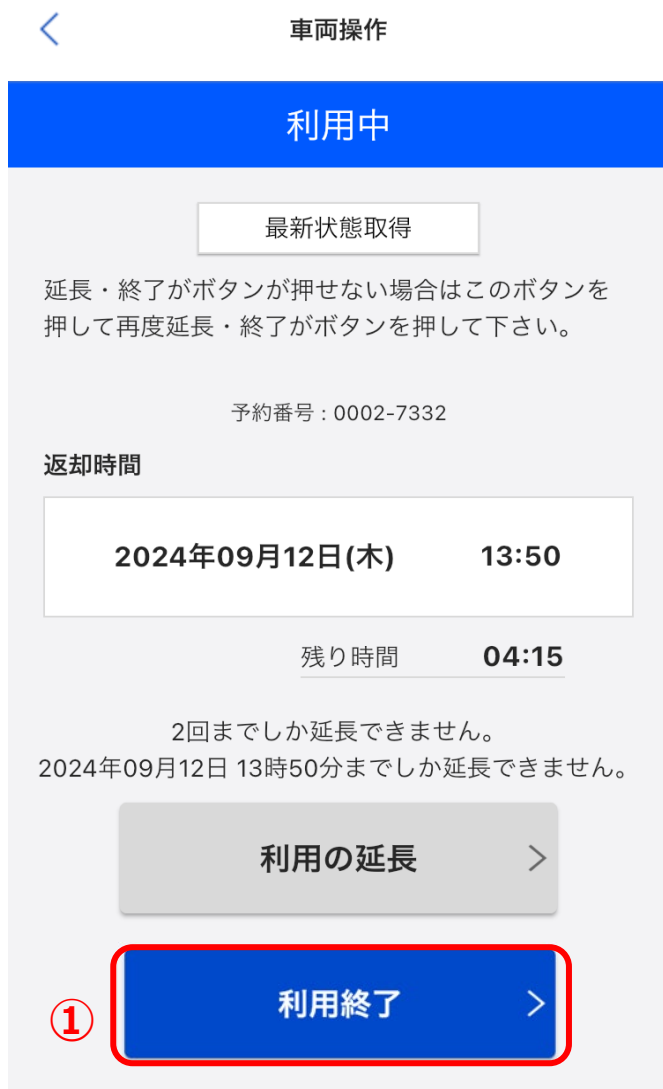 車両操作
利用中
最新状態取得
延長・終了がボタンが押せない場合はこのボタンを
押して再度延長・終了がボタンを押して下さい。
予約番号 : 0002-7332
返却時間
2024年09月12日(木) 13:50
残り時間 04:15
2回までしか延長できません。
2024年09月12日 13時50分までしか延長できません。
利用の延長
① 利用終了